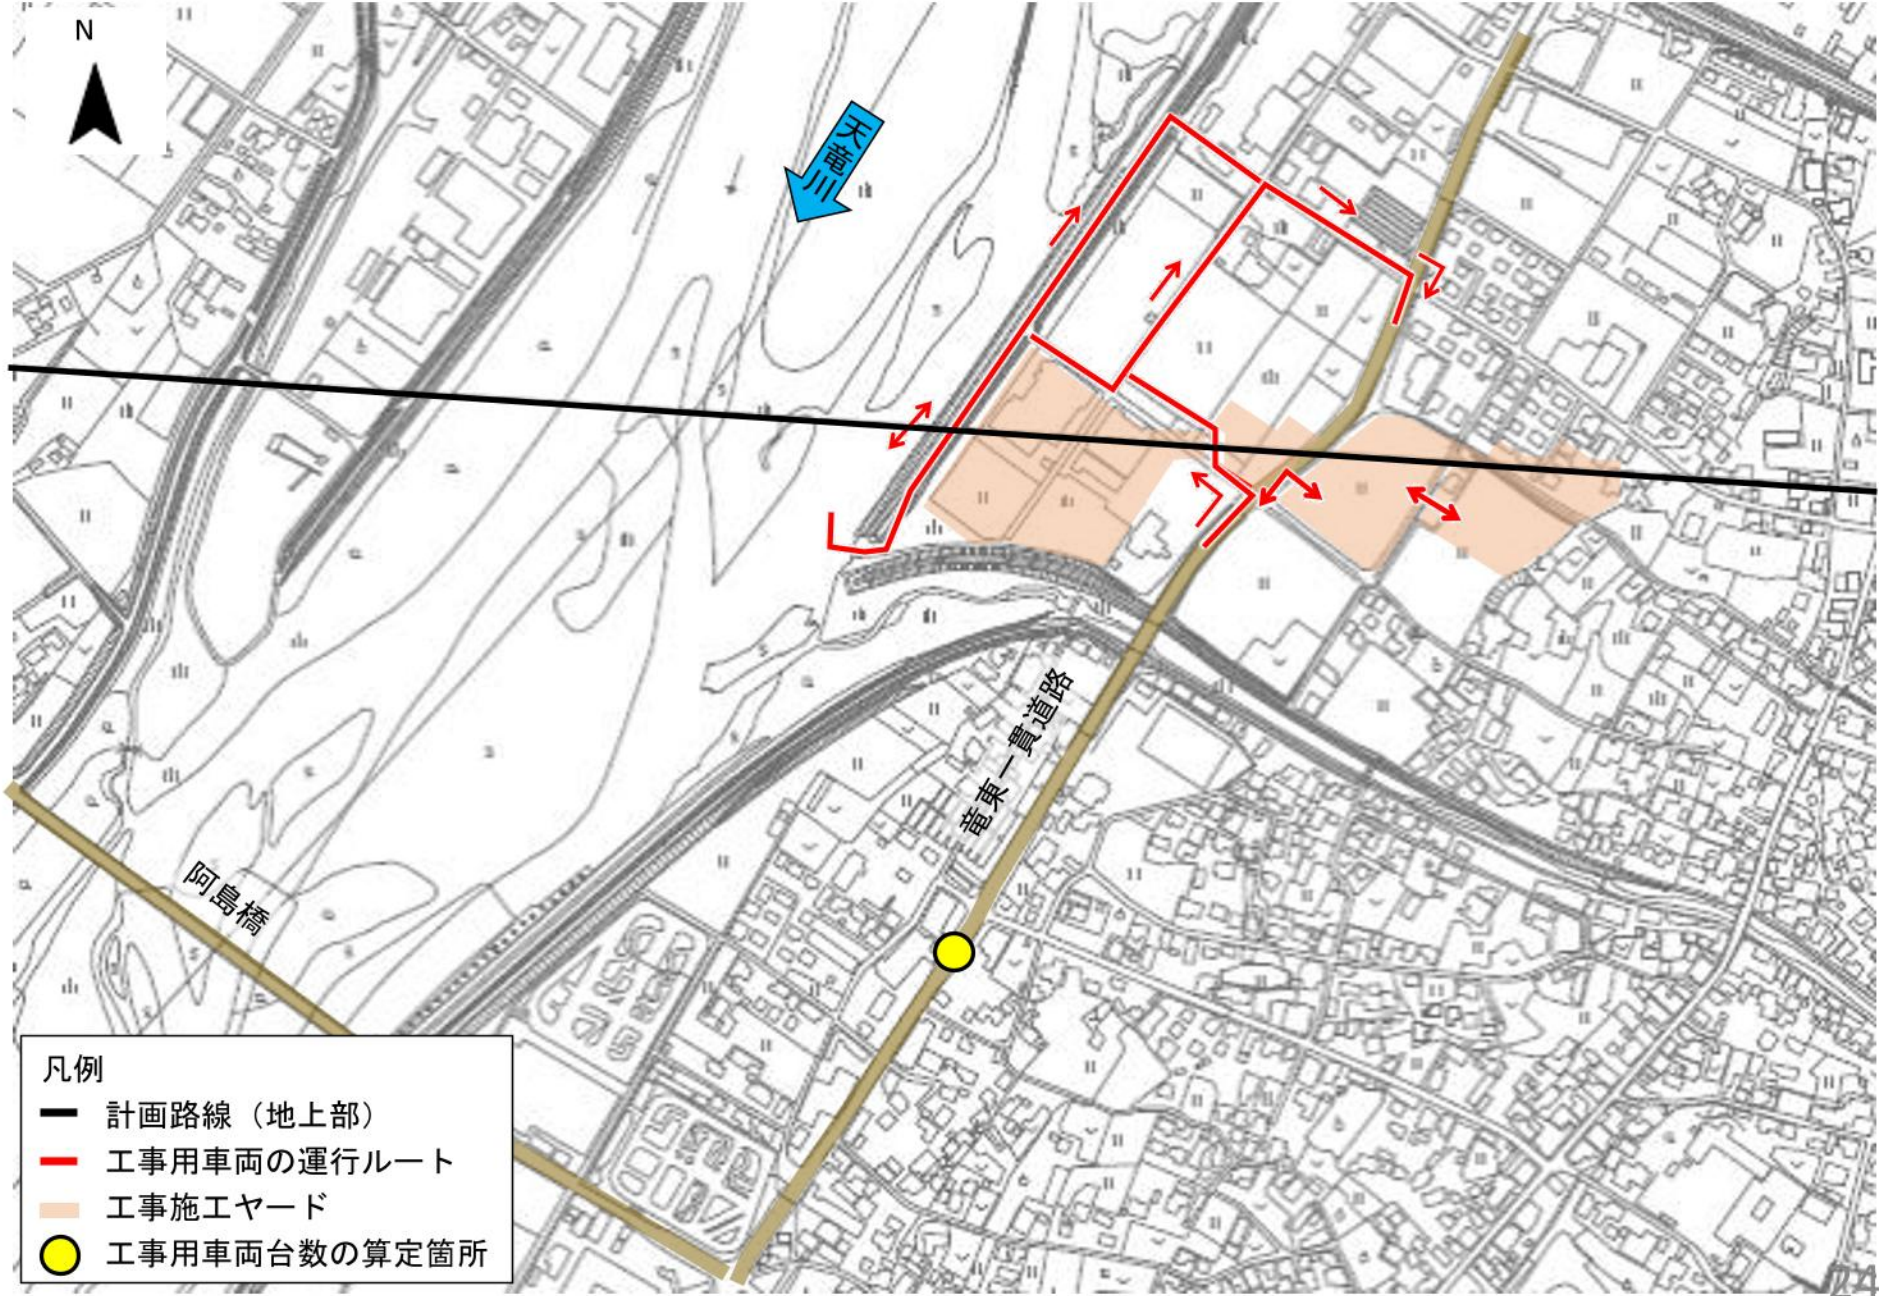 N
天竜川
竜東一貫道路
阿島橋
凡例
計画路線（地上部）
工事用車両の運行ルート
工事施工ヤード
工事用車両台数の算定箇所
24